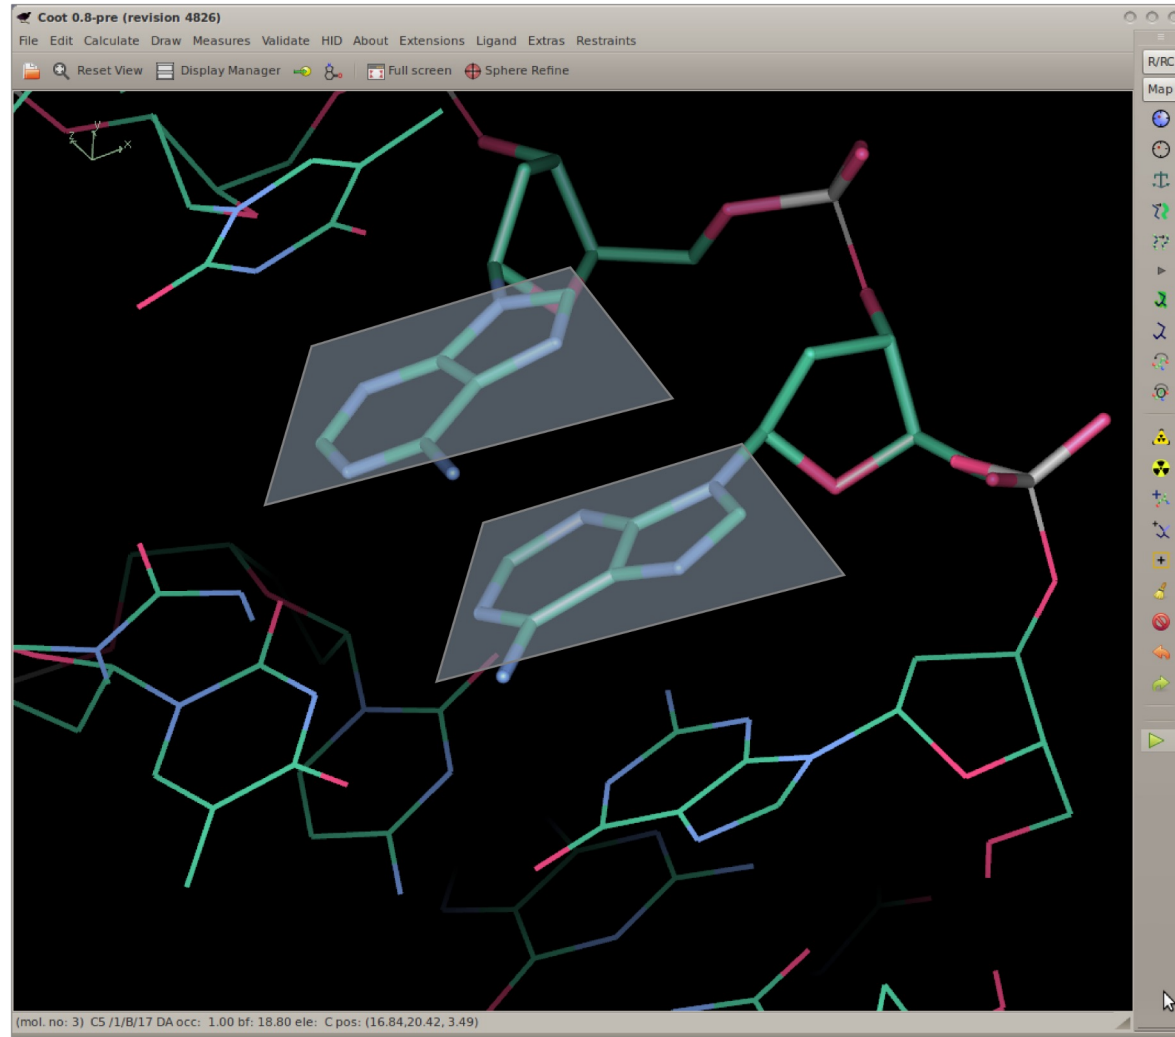 Coot 0.8-pre (revision 4826)
File Edit Calculate Draw Measures Validate HID About Extensions Ligand Extras Restraints
Reset View Display Manager Full screen Sphere Refine
R/RC
Map
y
z x
(mol. no: 3) C5 /1/B/17 DA occ: 1.00 bf: 18.80 ele: C pos: (16.84,20.42, 3.49)